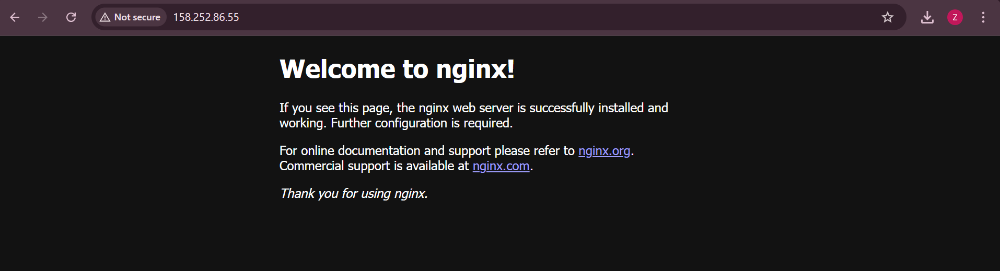 Not secure
158.252.86.55
Z
Welcome to nginx!
If you see this page, the nginx web server is successfully installed and
working. Further configuration is required.
For online documentation and support please refer to nginx.org.
Commercial support is available at nginx.com.
Thank you for using nginx.